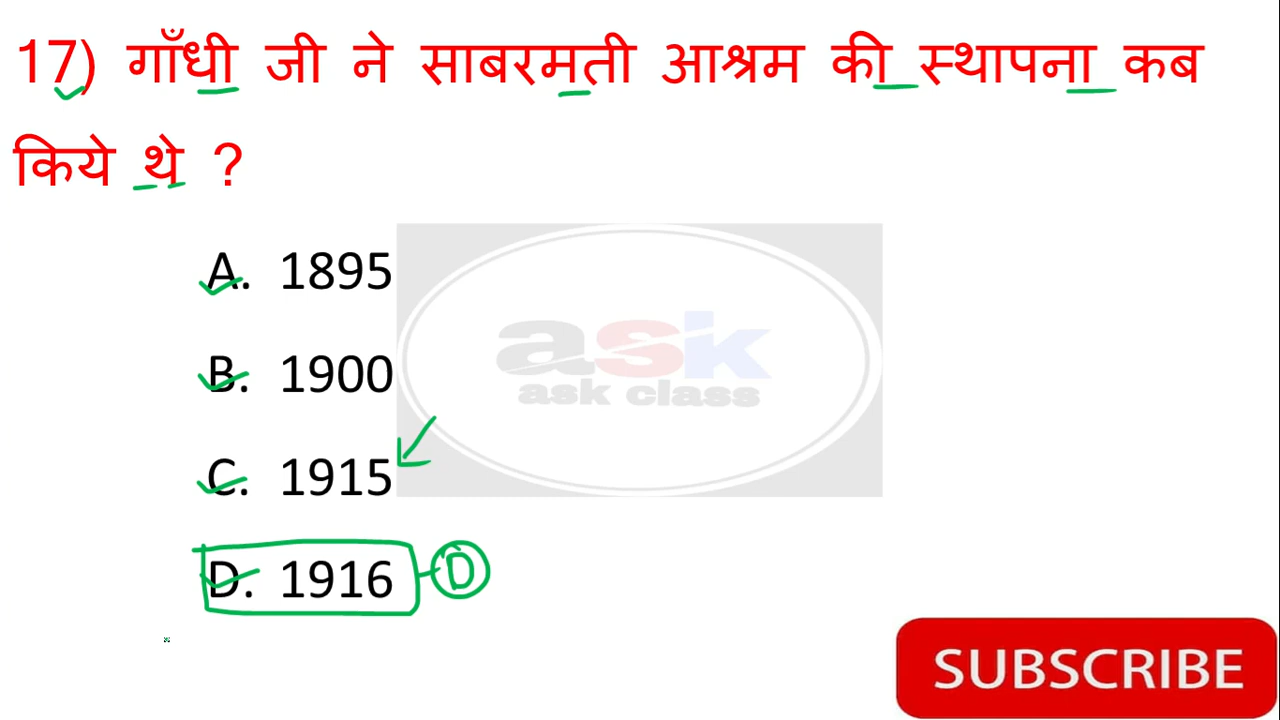 17) गाँधी जी ने साबरमती आश्रम की स्थापना कब
किये थे ?
A. 1895
B. 1900
C. 1915
D. 1916 D
ask
ask class
SUBSCRIBE